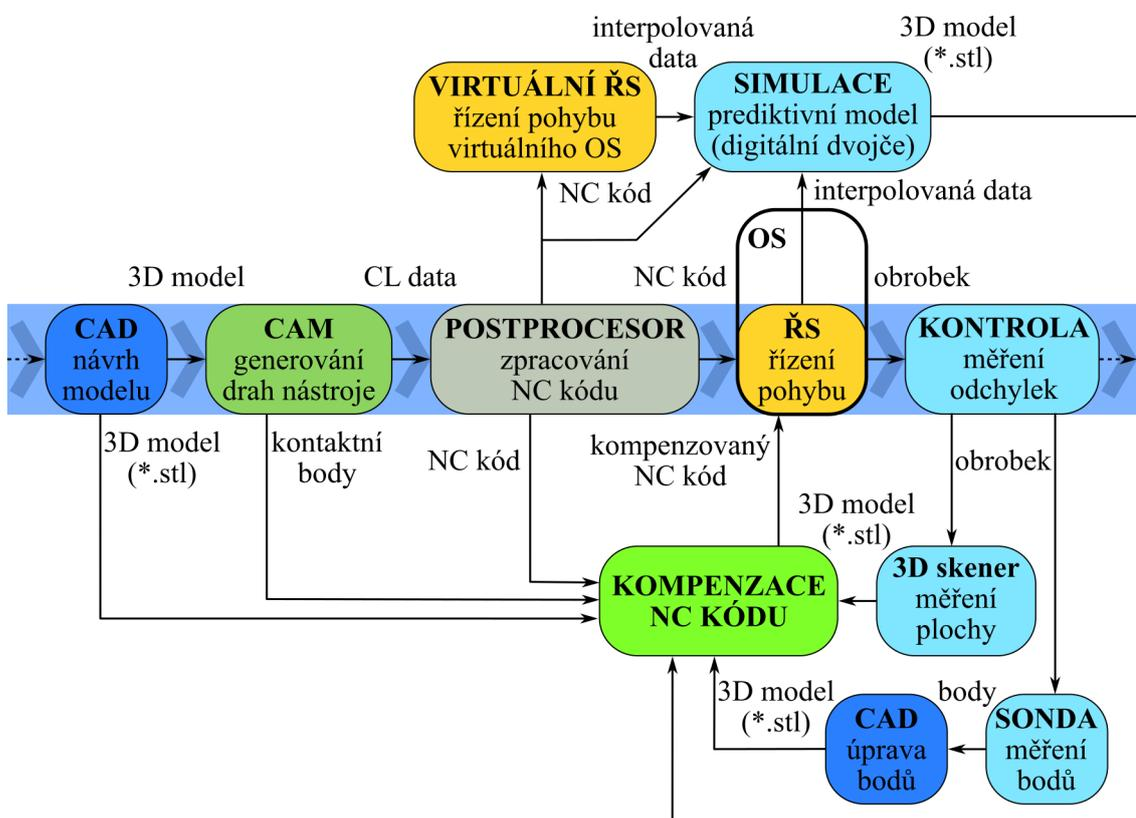 interpolovaná
data
3D model
(*.stl)
VIRTUÁLNÍ ŘS
řízení pohybu
virtuálního OS
SIMULACE
prediktivní model
(digitální dvojče)
NC kód
interpolovaná data
OS
3D model
CL data
NC kód
obrobek
CAD
návrh
modelu
CAM
generování
drah nástroje
POSTPROCESOR
zpracování
NC kódu
ŘS
řízení
pohybu
KONTROLA
měření
odchylek
3D model
(*.stl)
kontaktní
body
NC kód
kompenzovaný
NC kód
obrobek
3D model
(*.stl)
KOMPENZACE
NC KÓDU
3D skener
měření
plochy
3D model
(*.stl)
body
CAD
úprava
bodů
SONDA
měření
bodů